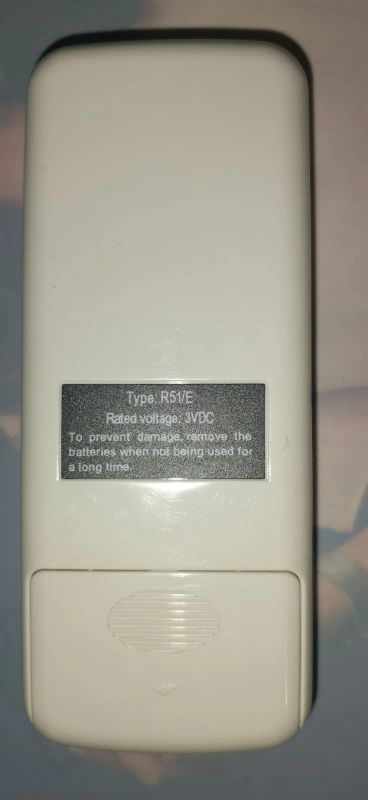 Type: R51/E
Rated voltage: 3VDC
To prevent damage, remove the
batteries when not being used for
a long time.